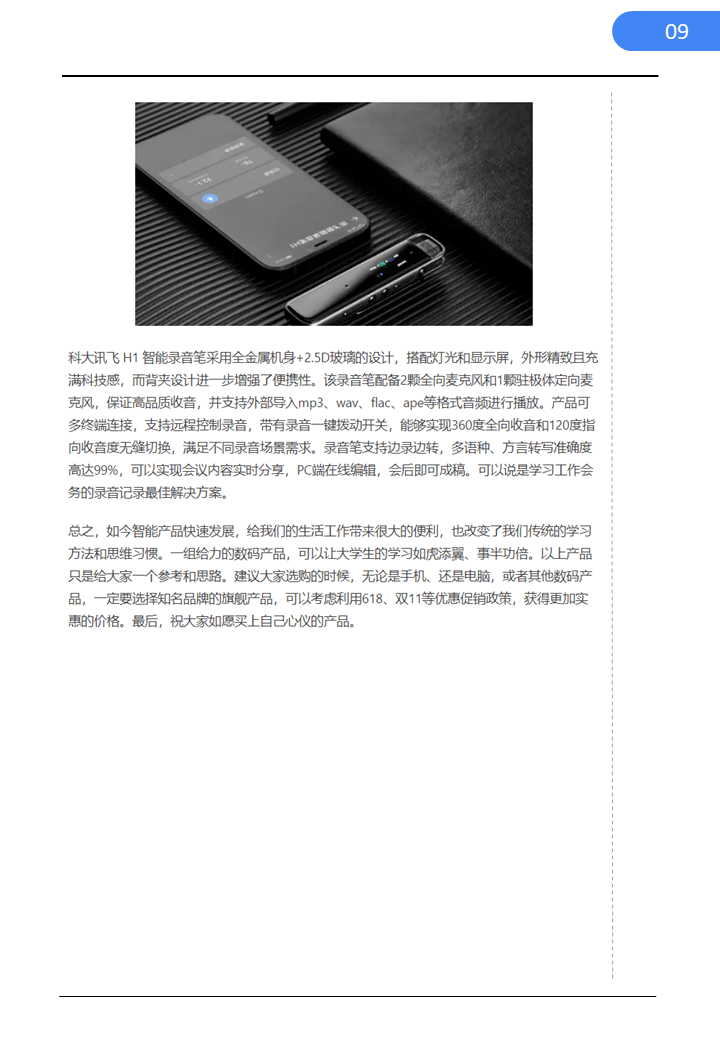 09
科大讯飞 H1 智能录音笔采用全金属机身+2.5D玻璃的设计，搭配灯光和显示屏，外形精致且充
满科技感，而背夹设计进一步增强了便携性。该录音笔配备2颗全向麦克风和1颗驻极体定向麦
克风，保证高品质收音，并支持外部导入mp3、wav、flac、ape等格式音频进行播放。产品可
多终端连接，支持远程控制录音，带有录音一键拨动开关，能够实现360度全向收音和120度指
向收音度无缝切换，满足不同录音场景需求。录音笔支持边录边转，多语种、方言转写准确度
高达99%，可以实现会议内容实时分享，PC端在线编辑，会后即可成稿。可以说是学习工作会
务的录音记录最佳解决方案。
总之，如今智能产品快速发展，给我们的生活工作带来很大的便利，也改变了我们传统的学习
方法和思维习惯。一组给力的数码产品，可以让大学生的学习如虎添翼、事半功倍。以上产品
只是给大家一个参考和思路。建议大家选购的时候，无论是手机、还是电脑，或者其他数码产
品，一定要选择知名品牌的旗舰产品，可以考虑利用618、双11等优惠促销政策，获得更加实
惠的价格。最后，祝大家如愿买上自己心仪的产品。